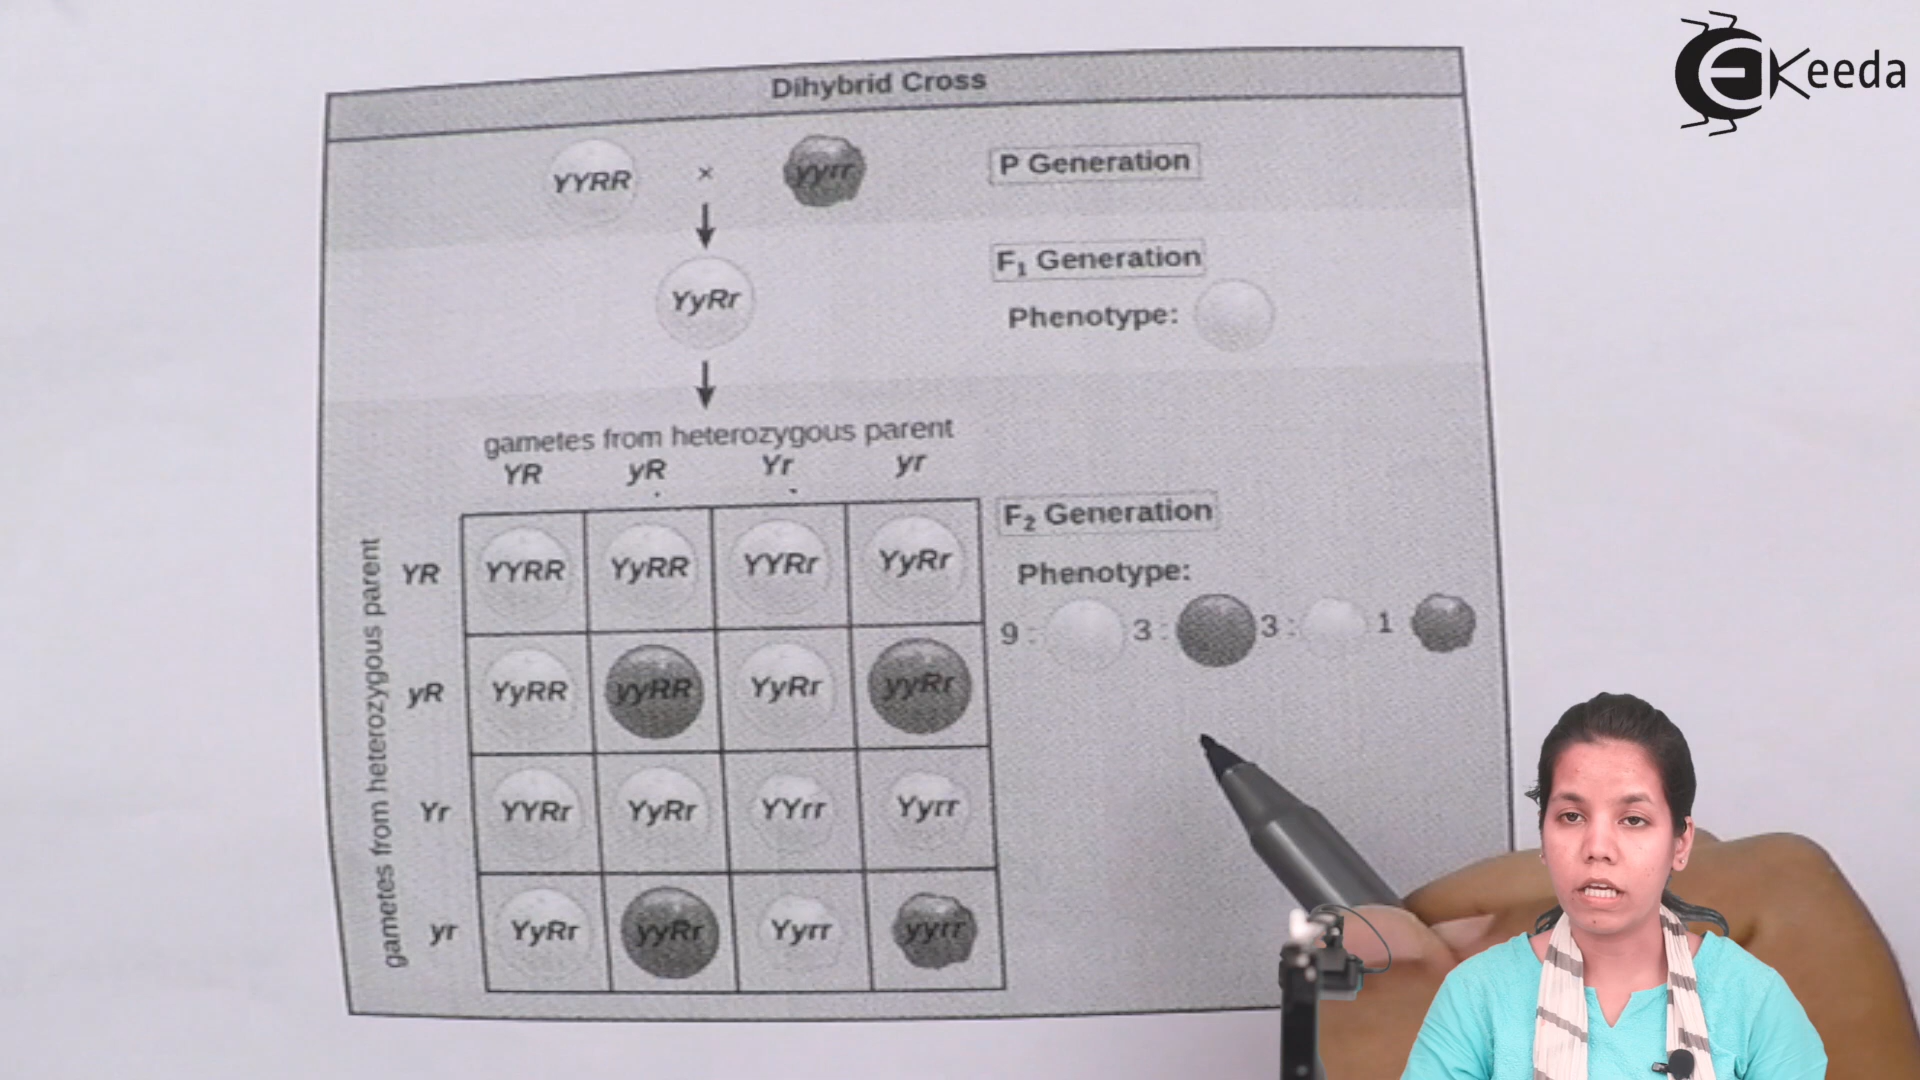 Dihybrid Cross
YYRR × yyrr P Generation
YyRr
F₁ Generation
Phenotype:
gametes from heterozygous parent
YR yR Yr yr
gametes from heterozygous parent
YR YYRR YyRR YYRr YyRr
yR YyRR yyRR YyRr yyRr
Yr YYRr YyRr YYrr Yyrr
yr YyRr yyRr Yyrr yyrr
F₂ Generation
Phenotype:
9 : 3 : 3 : 1
EKeeda